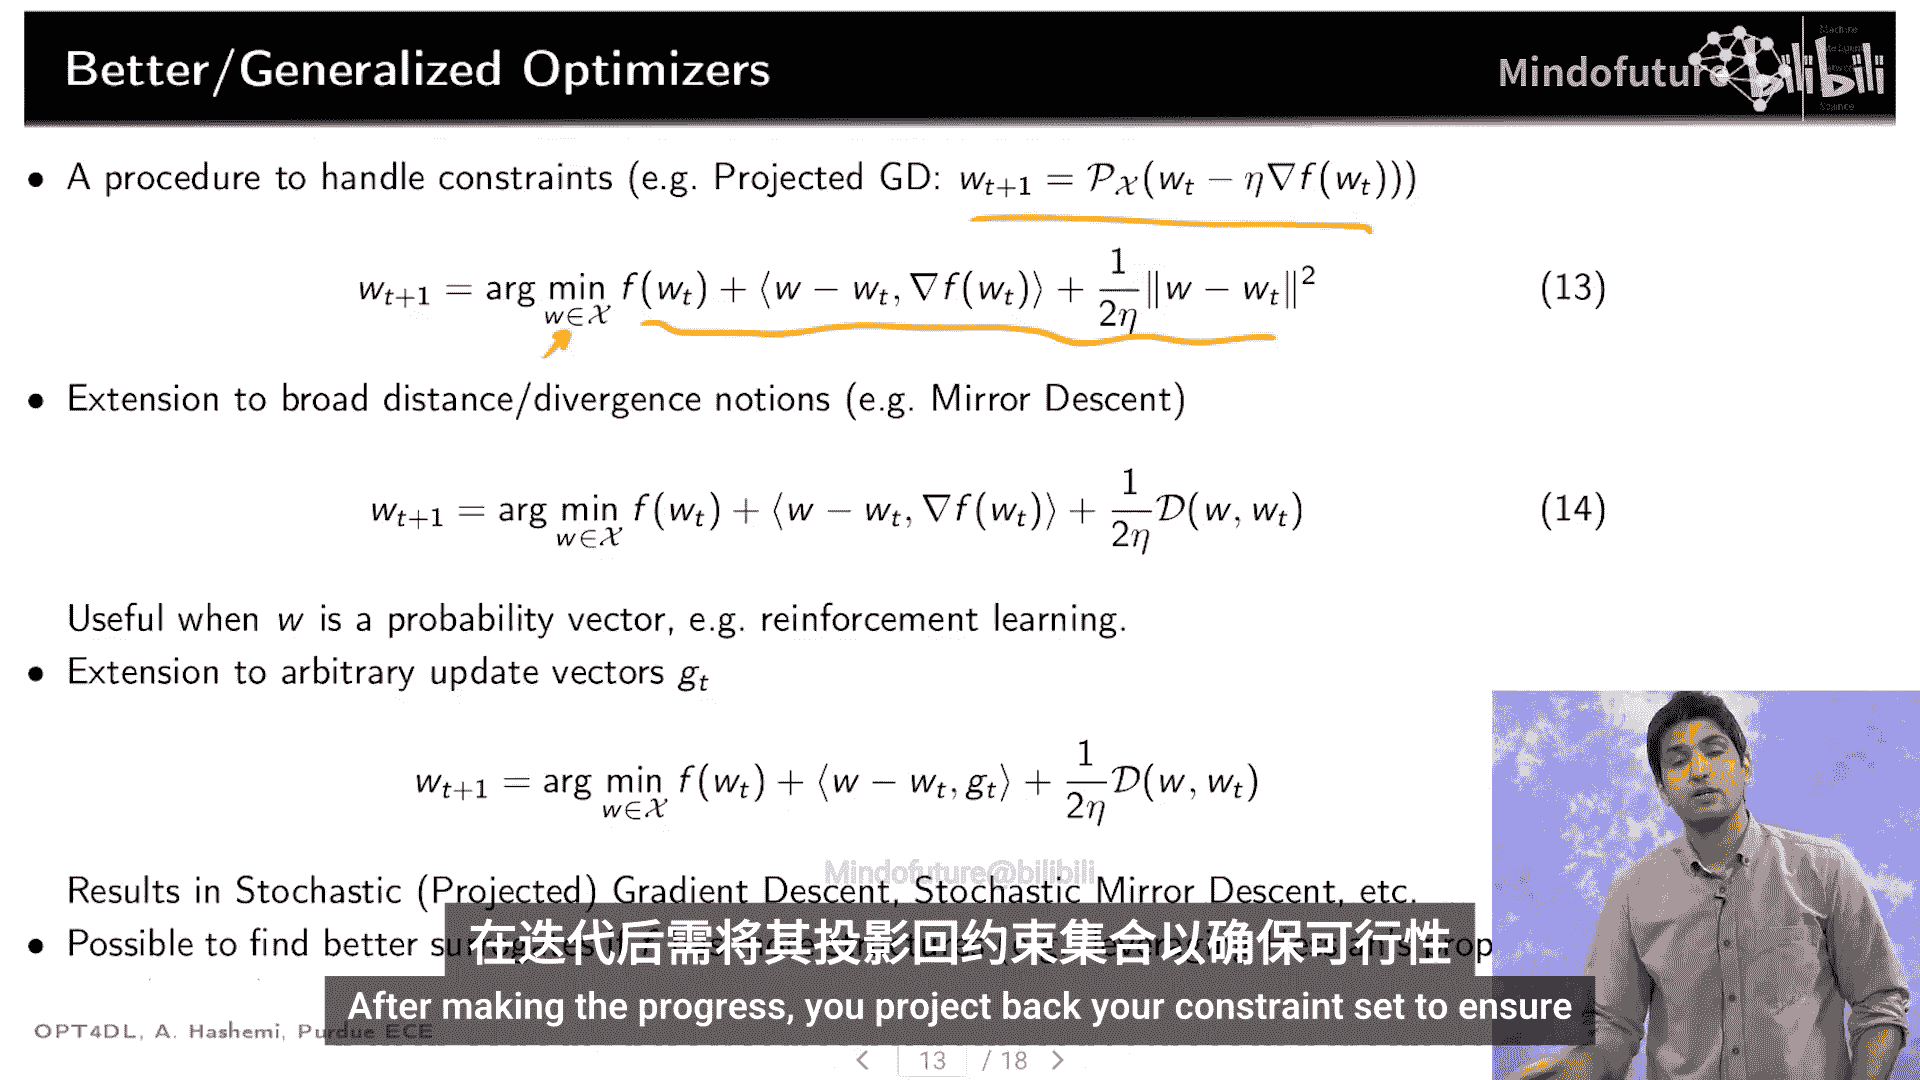 Better/Generalized Optimizers
Mindofuture bilibili
• A procedure to handle constraints (e.g. Projected GD: w_{t+1} = 𝒫_𝒳(w_t − η∇f(w_t)))
w_{t+1} = arg min_{w∈𝒳} f(w_t) + ⟨w − w_t, ∇f(w_t)⟩ + 1/(2η) ‖w − w_t‖² (13)
• Extension to broad distance/divergence notions (e.g. Mirror Descent)
w_{t+1} = arg min_{w∈𝒳} f(w_t) + ⟨w − w_t, ∇f(w_t)⟩ + 1/(2η) 𝒟(w, w_t) (14)
Useful when w is a probability vector, e.g. reinforcement learning.
• Extension to arbitrary update vectors g_t
w_{t+1} = arg min_{w∈𝒳} f(w_t) + ⟨w − w_t, g_t⟩ + 1/(2η) 𝒟(w, w_t)
Mindofuture@bilibili
Results in Stochastic (Projected) Gradient Descent, Stochastic Mirror Descent, etc.
• Possible to find better
在迭代后需将其投影回约束集合以确保可行性
After making the progress, you project back your constraint set to ensure
OPT4DL, A. Hashemi, Purdue ECE
13 / 18